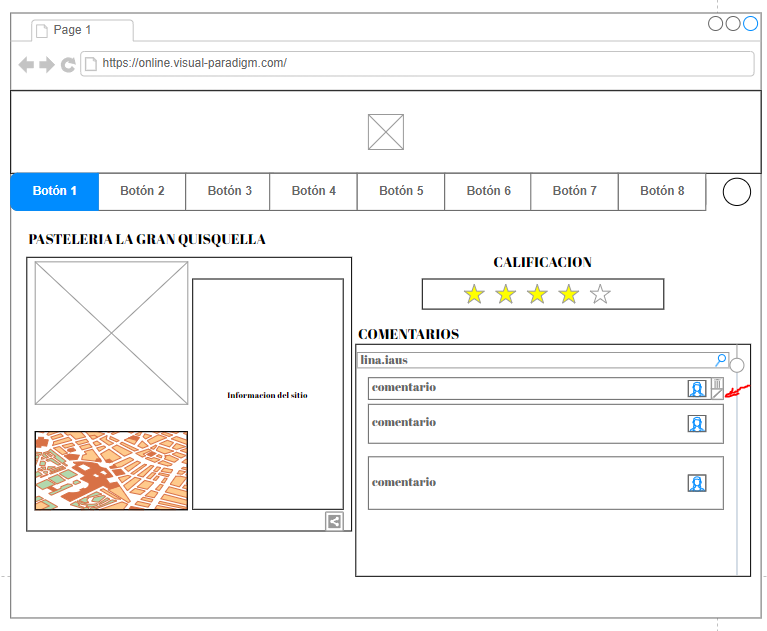 Page 1
https://online.visual-paradigm.com/
Botón 1 Botón 2 Botón 3 Botón 4 Botón 5 Botón 6 Botón 7 Botón 8
PASTELERIA LA GRAN QUISQUELLA
Informacion del sitio
CALIFICACION
COMENTARIOS
lina.iaus
comentario
comentario
comentario